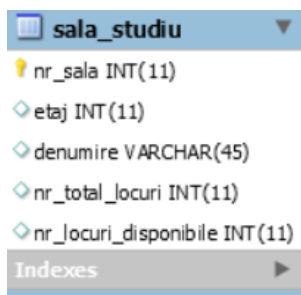 sala_studiu
nr_sala INT(11)
etaj INT(11)
denumire VARCHAR(45)
nr_total_locuri INT(11)
nr_locuri_disponibile INT(11)
Indexes